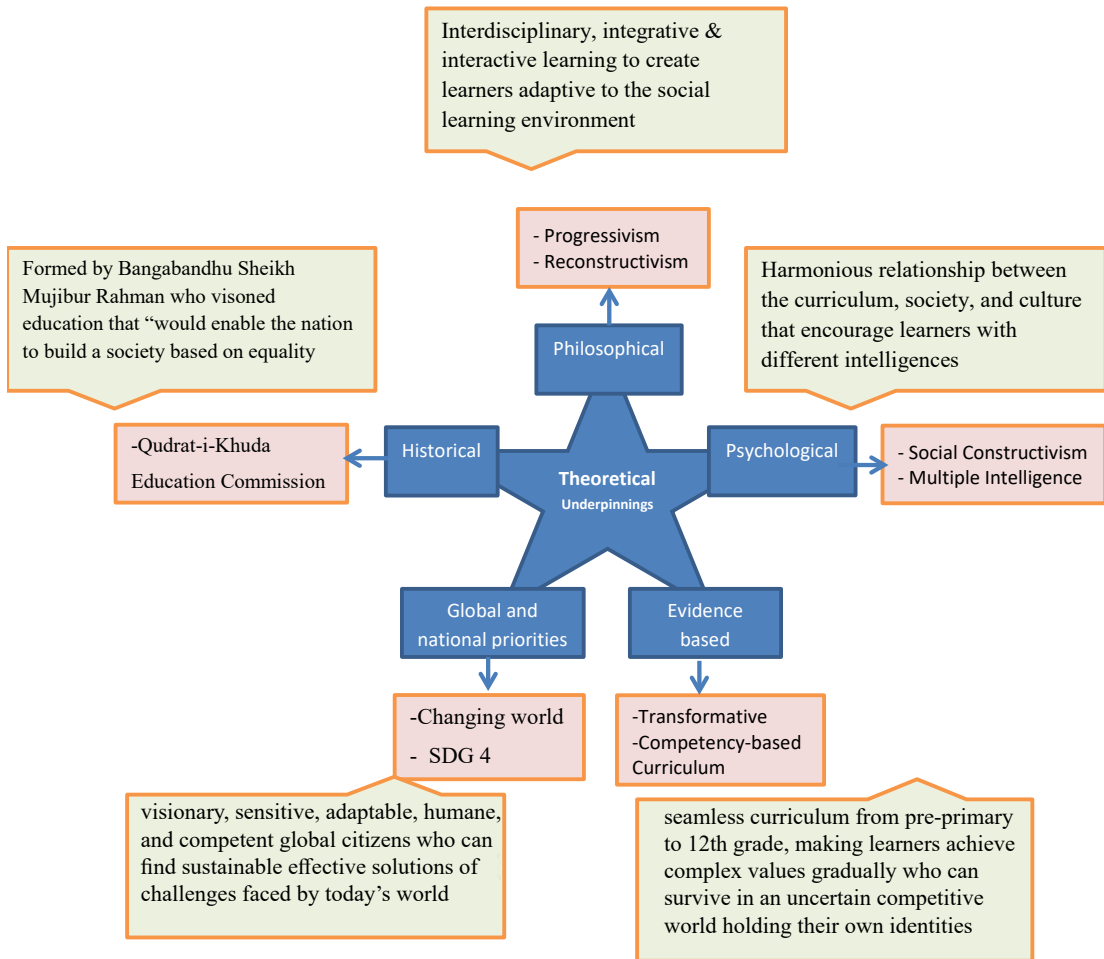 Interdisciplinary, integrative &
interactive learning to create
learners adaptive to the social
learning environment
- Progressivism
- Reconstructivism
Formed by Bangabandhu Sheikh
Mujibur Rahman who visoned
education that “would enable the nation
to build a society based on equality
Harmonious relationship between
the curriculum, society, and culture
that encourage learners with
different intelligences
Philosophical
-Qudrat-i-Khuda
Education Commission
Historical
Psychological
- Social Constructivism
- Multiple Intelligence
Theoretical
Underpinnings
Global and
national priorities
Evidence
based
-Changing world
- SDG 4
-Transformative
-Competency-based
Curriculum
visionary, sensitive, adaptable, humane,
and competent global citizens who can
find sustainable effective solutions of
challenges faced by today’s world
seamless curriculum from pre-primary
to 12th grade, making learners achieve
complex values gradually who can
survive in an uncertain competitive
world holding their own identities